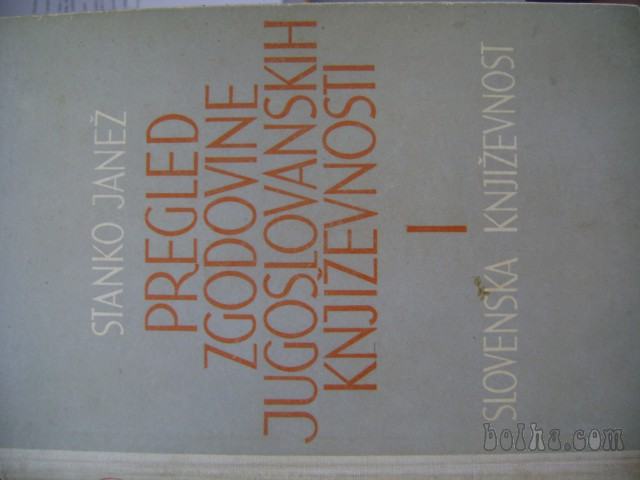 STANKO JANEŽ
PREGLED
ZGODOVINE
JUGOSLOVANSKIH
KNJIŽEVNOSTI
I
SLOVENSKA KNJIŽEVNOST
bolha.com